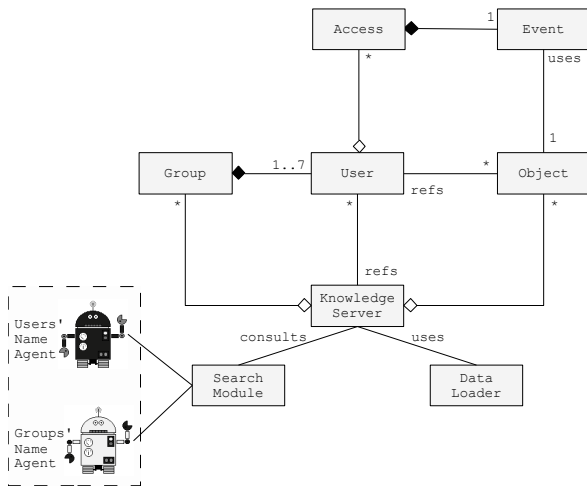 Access
1
Event
*
uses
1
Group
1..7
User
*
Object
refs
*
*
*
refs
Knowledge
Server
consults
uses
Search
Module
Data
Loader
Users'
Name
Agent
Groups'
Name
Agent